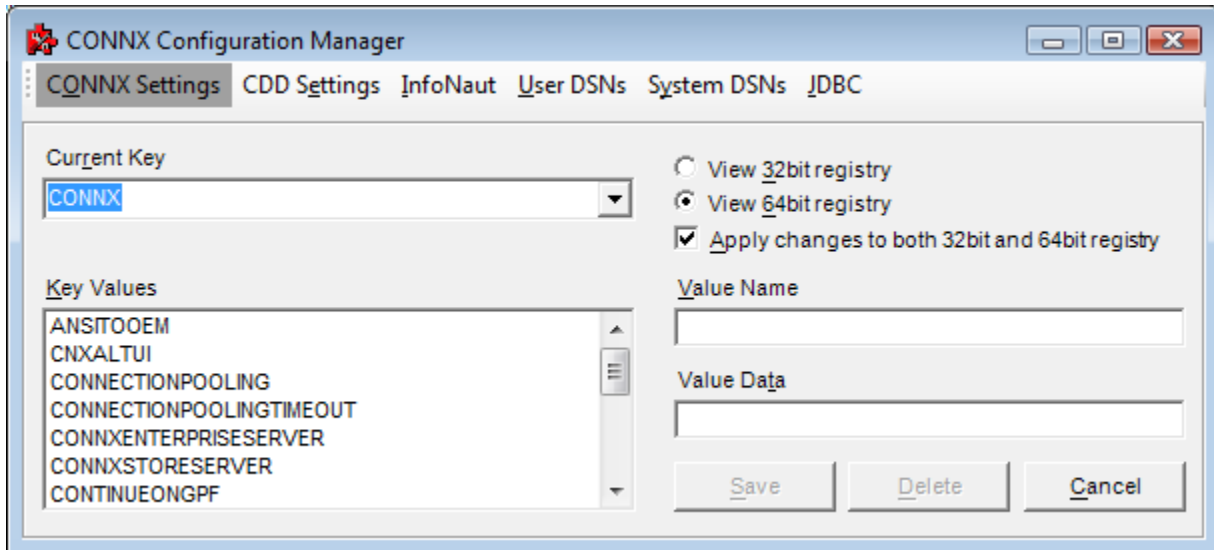 CONNX Configuration Manager
CONNX Settings CDD Settings InfoNaut User DSNs System DSNs JDBC
Current Key
CONNX
View 32bit registry
View 64bit registry
Apply changes to both 32bit and 64bit registry
Key Values
ANSITOOEM
CNXALTUI
CONNECTIONPOOLING
CONNECTIONPOOLINGTIMEOUT
CONNXENTERPRISESERVER
CONNXSTORESERVER
CONTINUEONGPF
Value Name
Value Data
Save Delete Cancel